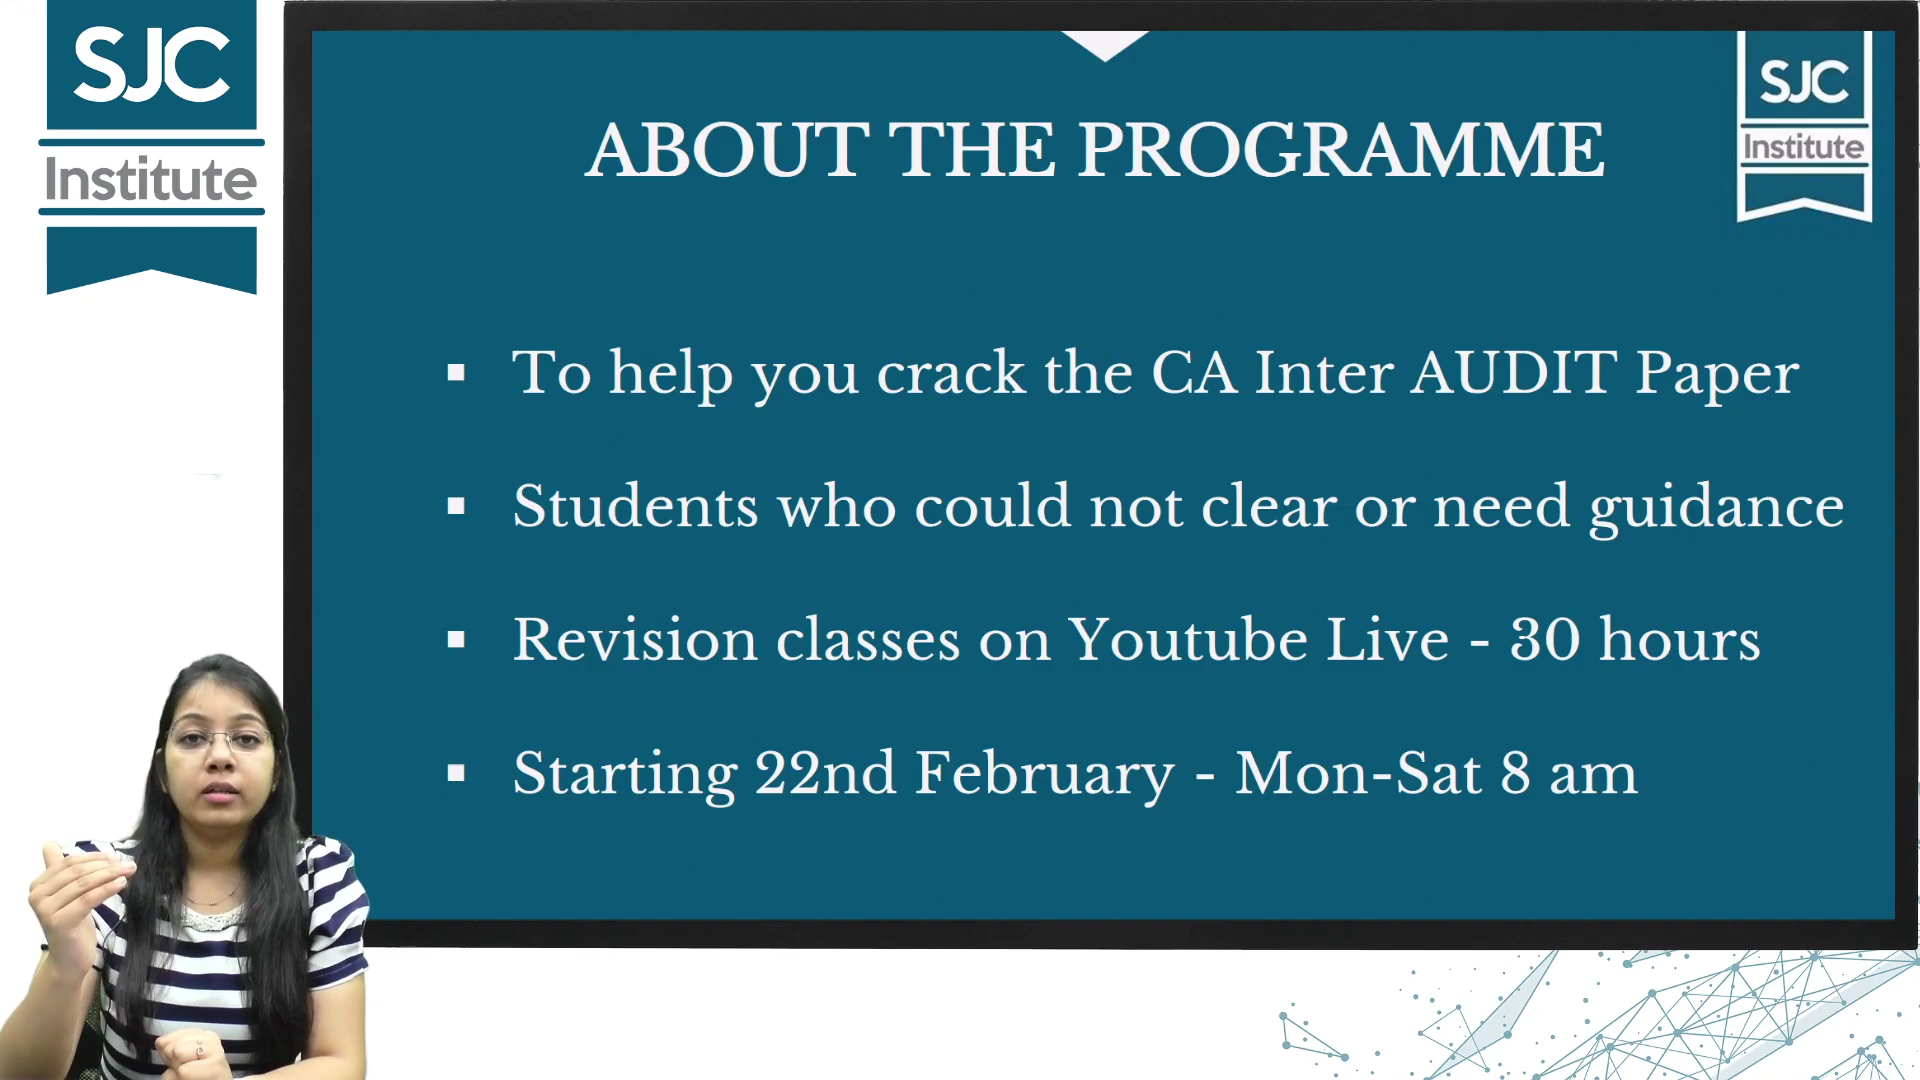 SJC
Institute
SJC
Institute
ABOUT THE PROGRAMME
▪ To help you crack the CA Inter AUDIT Paper
▪ Students who could not clear or need guidance
▪ Revision classes on Youtube Live - 30 hours
▪ Starting 22nd February - Mon-Sat 8 am